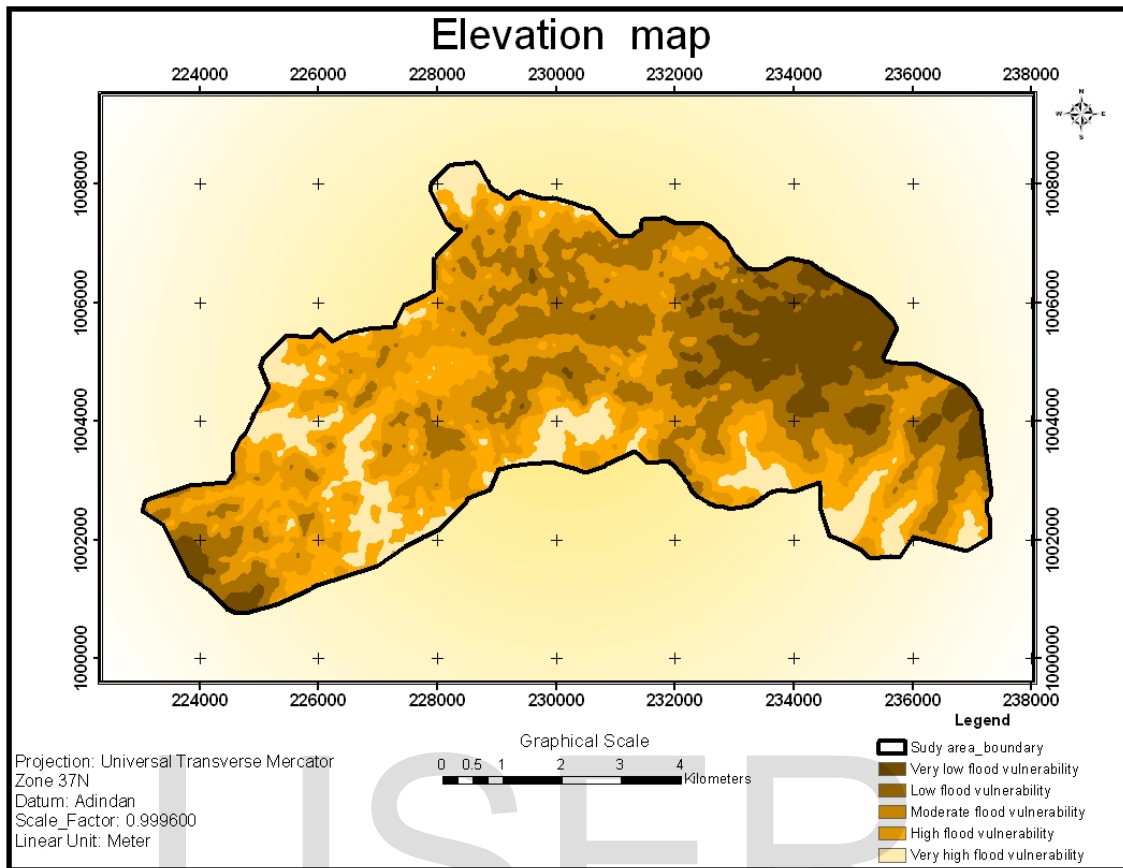 Elevation map
224000 226000 228000 230000 232000 234000 236000 238000
N
W E
S
1008000 1008000
1006000 1006000
1004000 1004000
1002000 1002000
1000000 1000000
224000 226000 228000 230000 232000 234000 236000 238000
Legend
Sudy area_boundary
Very low flood vulnerability
Low flood vulnerability
Moderate flood vulnerability
High flood vulnerability
Very high flood vulnerability
Graphical Scale
0 0.5 1 2 3 4
Kilometers
Projection: Universal Transverse Mercator
Zone 37N
Datum: Adindan
Scale_Factor: 0.999600
Linear Unit: Meter
IJSER